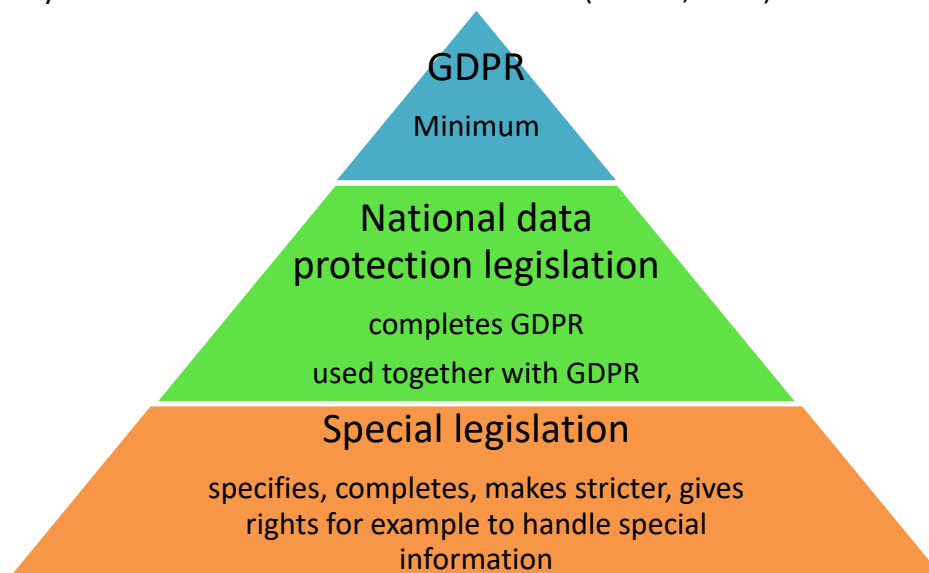 GDPR
Minimum
National data
protection legislation
completes GDPR
used together with GDPR
Special legislation
specifies, completes, makes stricter, gives
rights for example to handle special
information